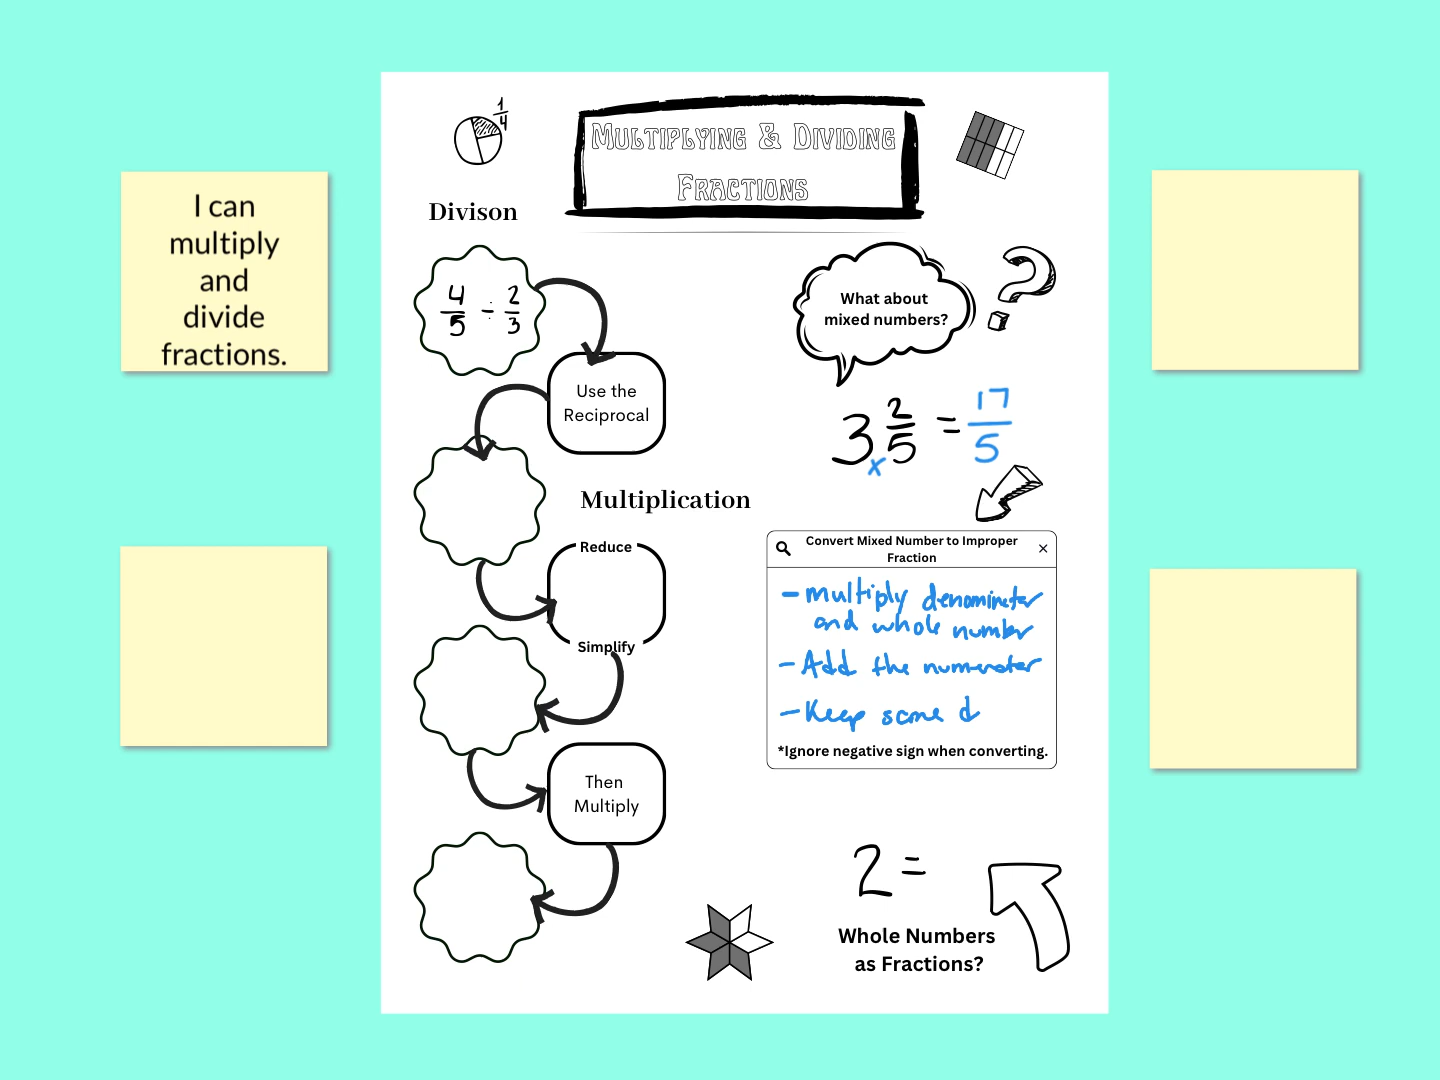 I can
multiply
and
divide
fractions.
1/4
Multiplying & Dividing
Fractions
Divison
4/5 ÷ 2/3
Use the
Reciprocal
Multiplication
Reduce
Simplify
Then
Multiply
What about
mixed numbers?
3 2/5 = 17/5
x
Convert Mixed Number to Improper
Fraction
- multiply denominator
and whole number
- Add the numerator
- Keep same d
*Ignore negative sign when converting.
2 =
Whole Numbers
as Fractions?